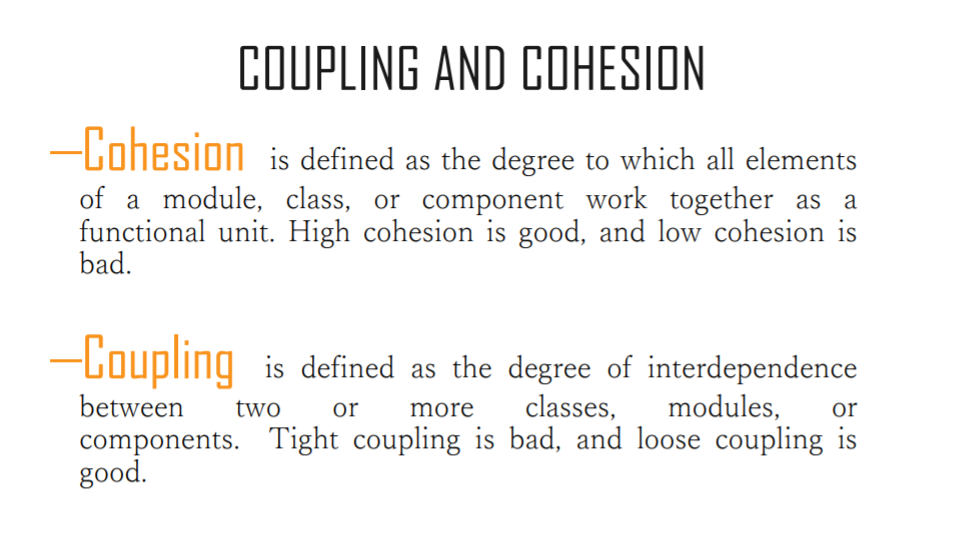 COUPLING AND COHESION
—Cohesion is defined as the degree to which all elements
of a module, class, or component work together as a
functional unit. High cohesion is good, and low cohesion is
bad.
—Coupling is defined as the degree of interdependence
between two or more classes, modules, or
components. Tight coupling is bad, and loose coupling is
good.